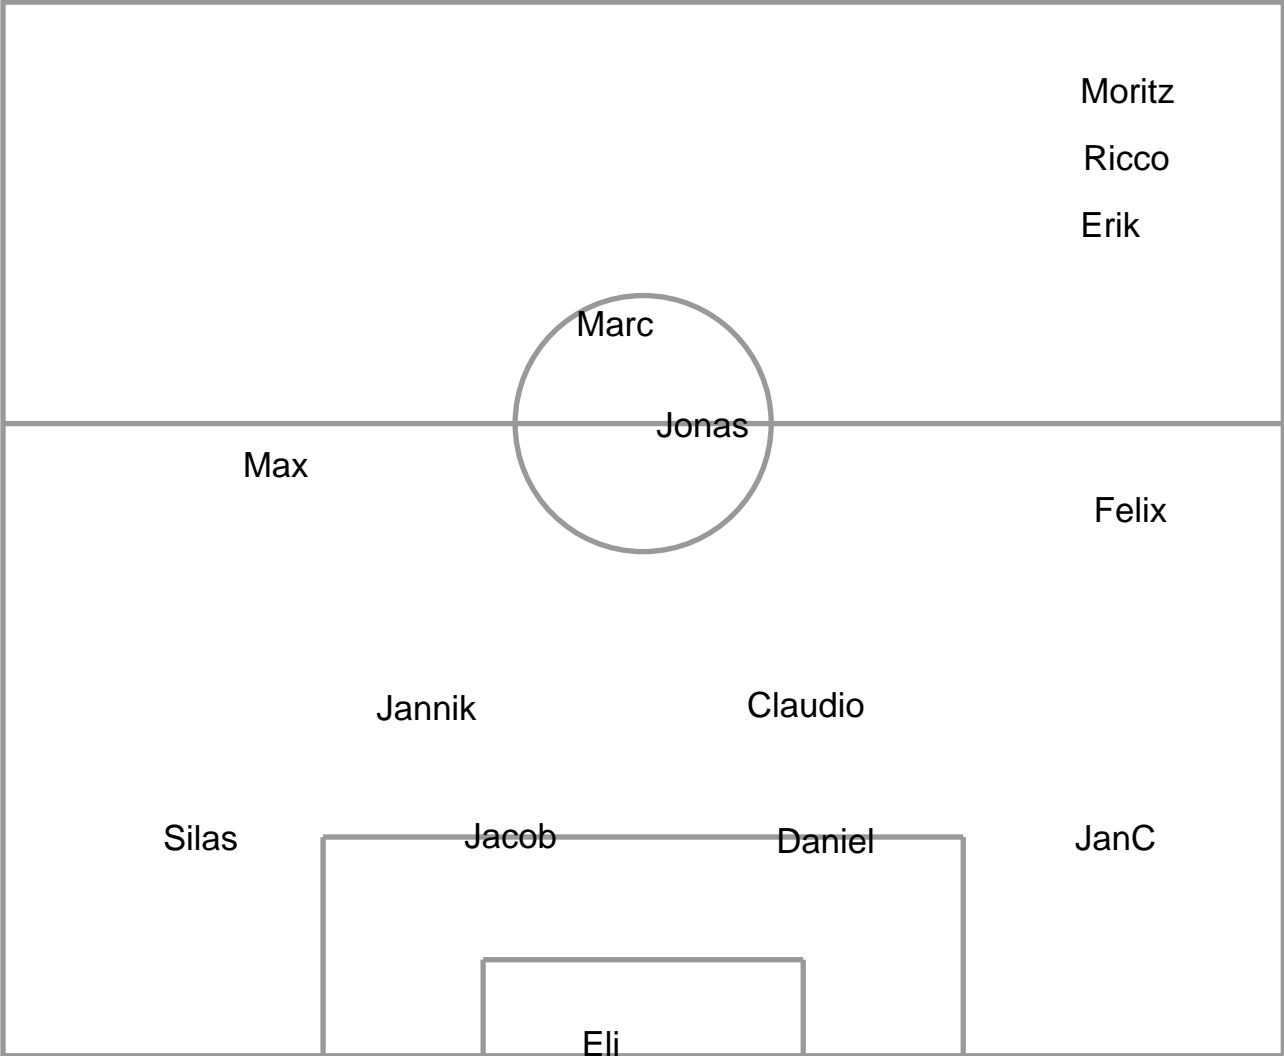 Moritz
Ricco
Erik
Marc
Jonas
Max
Felix
Jannik
Claudio
Silas
Jacob
Daniel
JanC
Eli